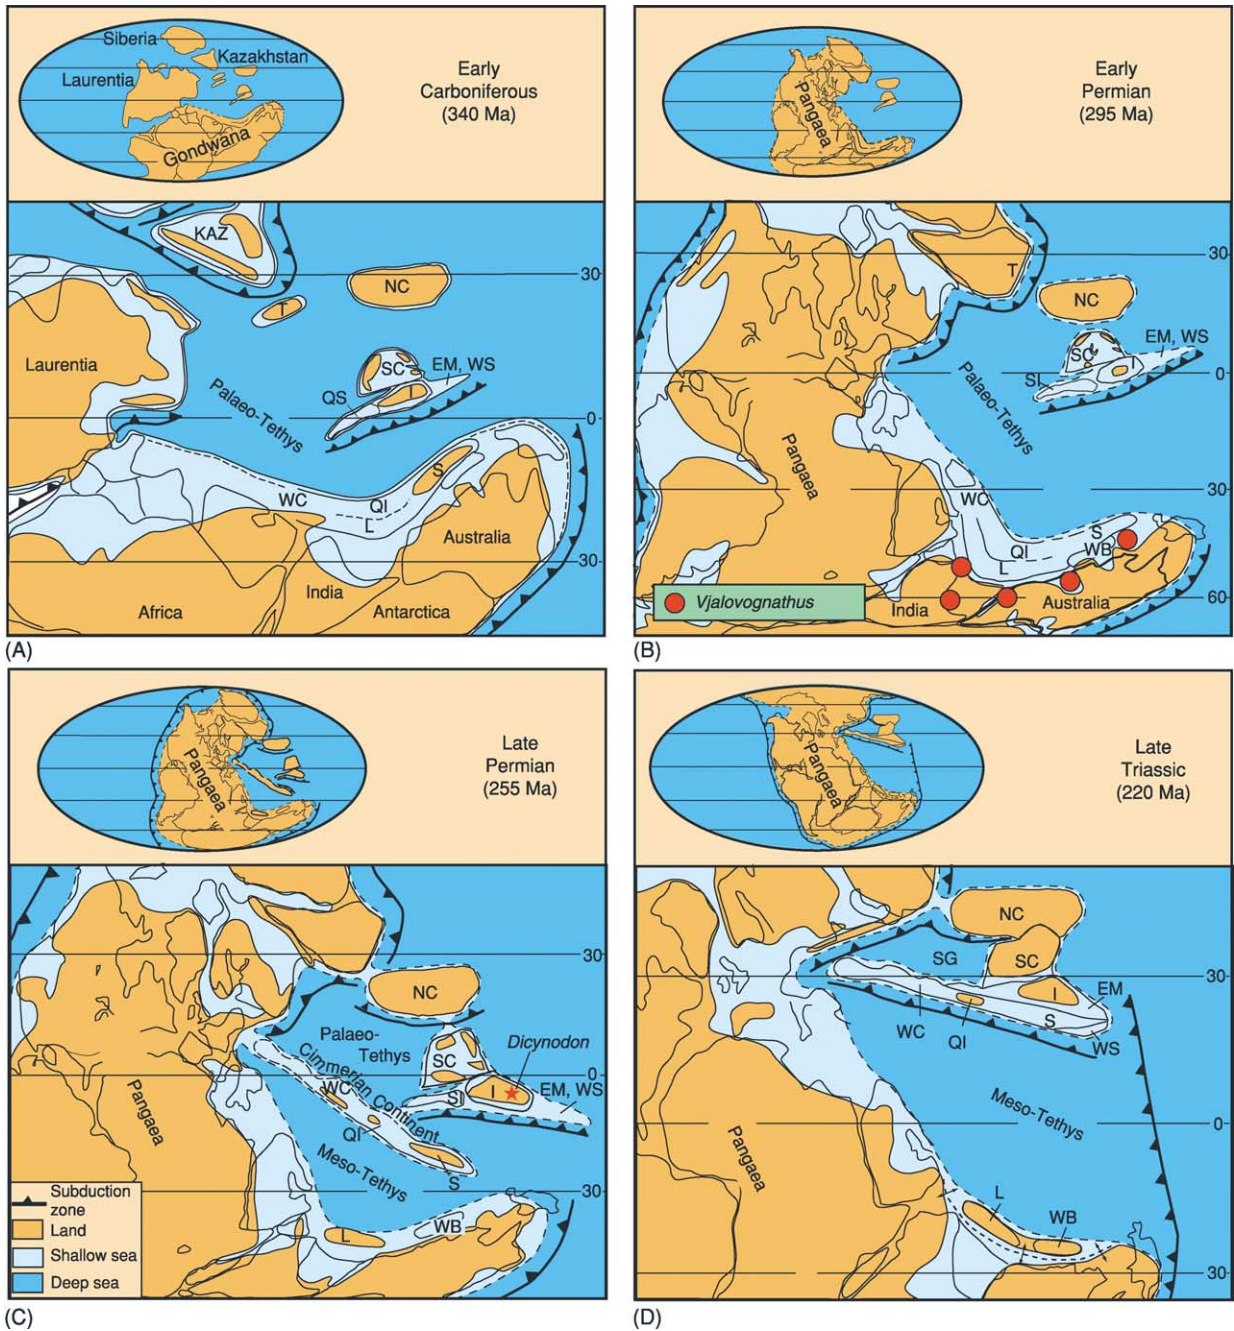 Siberia
Kazakhstan
Laurentia
Gondwana
Early
Carboniferous
(340 Ma)
KAZ
30
NC
T
Laurentia
SC
EM, WS
QS
I
Palaeo-Tethys
0
S
WC
QI
L
Australia
30
India
Africa
Antarctica
(A)
Pangaea
Early
Permian
(295 Ma)
30
T
NC
EM, WS
SC
0
SI
Palaeo-Tethys
Pangaea
30
WC
S
QI
WB
L
Vjalovognathus
India
Australia
60
(B)
Pangaea
Late
Permian
(255 Ma)
30
NC
Palaeo-
Tethys
Dicynodon
SC
0
Cimmerian Continent
WC
SI
I
EM, WS
Pangaea
QI
Meso-Tethys
S
30
Subduction
zone
Land
Shallow sea
Deep sea
L
WB
(C)
Pangaea
Late
Triassic
(220 Ma)
NC
SG
SC
30
I
EM
S
WC
QI
WS
Meso-Tethys
0
Pangaea
L
WB
30
(D)